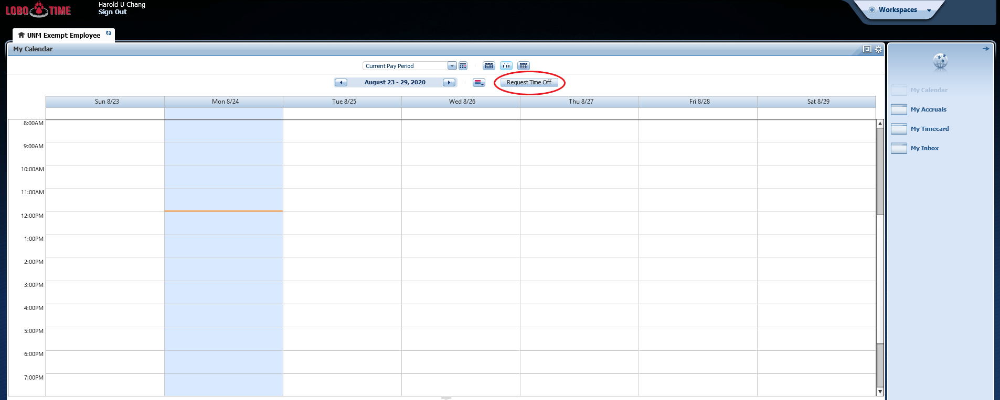 LOBO TIME
Harold U Chang
Sign Out
Workspaces
UNM Exempt Employee
My Calendar
Current Pay Period
August 23 - 29, 2020
Request Time Off
Sun 8/23
Mon 8/24
Tue 8/25
Wed 8/26
Thu 8/27
Fri 8/28
Sat 8/29
8:00AM
9:00AM
10:00AM
11:00AM
12:00PM
1:00PM
2:00PM
3:00PM
4:00PM
5:00PM
6:00PM
7:00PM
My Calendar
My Accruals
My Timecard
My Inbox